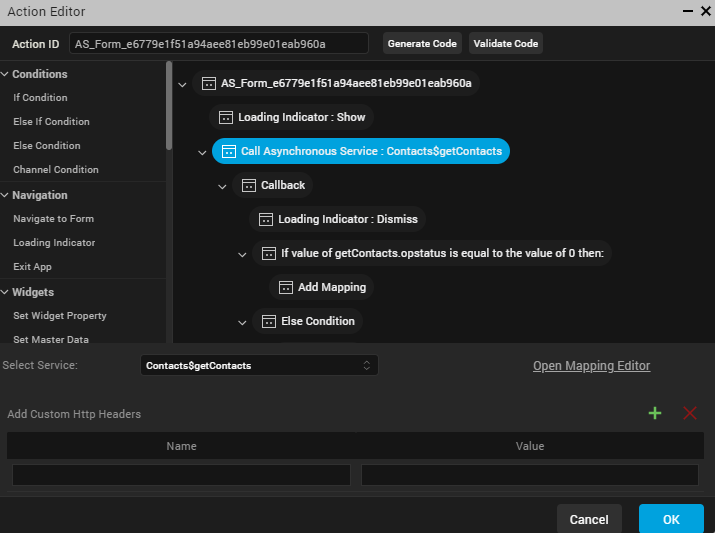 Action Editor
Action ID AS_Form_e6779e1f51a94aee81eb99e01eab960a Generate Code Validate Code
Conditions
If Condition
Else If Condition
Else Condition
Channel Condition
Navigation
Navigate to Form
Loading Indicator
Exit App
Widgets
Set Widget Property
Set Master Data
AS_Form_e6779e1f51a94aee81eb99e01eab960a
Loading Indicator : Show
Call Asynchronous Service : Contacts$getContacts
Callback
Loading Indicator : Dismiss
If value of getContacts.opstatus is equal to the value of 0 then:
Add Mapping
Else Condition
Select Service: Contacts$getContacts Open Mapping Editor
Add Custom Http Headers
Name Value
Cancel OK